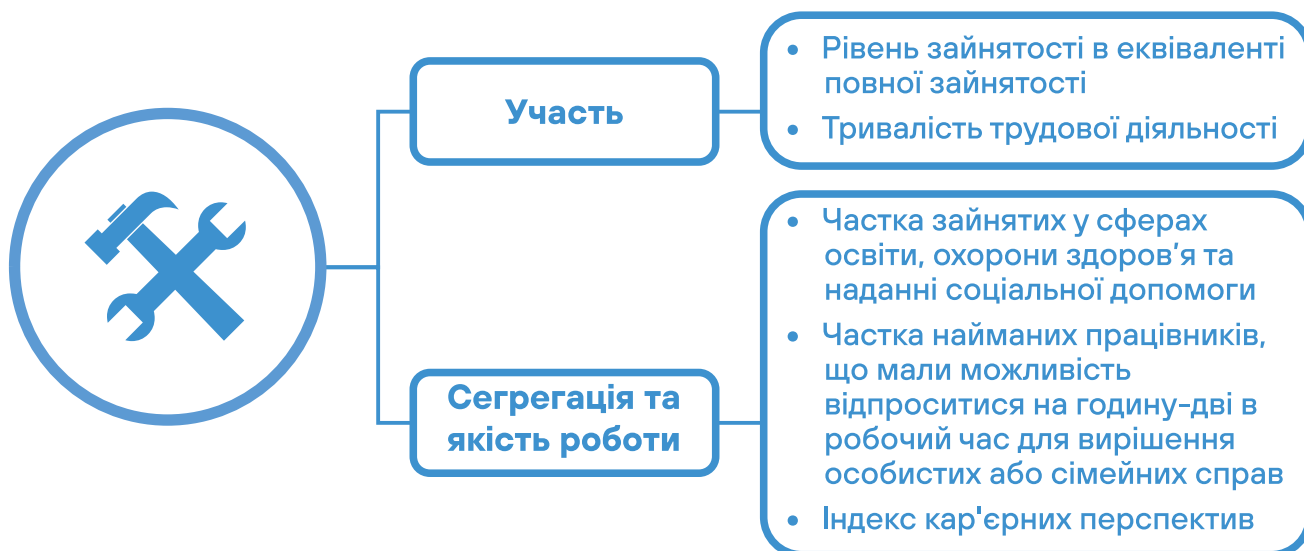 Участь
• Рівень зайнятості в еквіваленті
повної зайнятості
• Тривалість трудової діяльності
Сегрегація та
якість роботи
• Частка зайнятих у сферах
освіти, охорони здоров’я та
наданні соціальної допомоги
• Частка найманих працівників,
що мали можливість
відпроситися на годину-дві в
робочий час для вирішення
особистих або сімейних справ
• Індекс кар'єрних перспектив